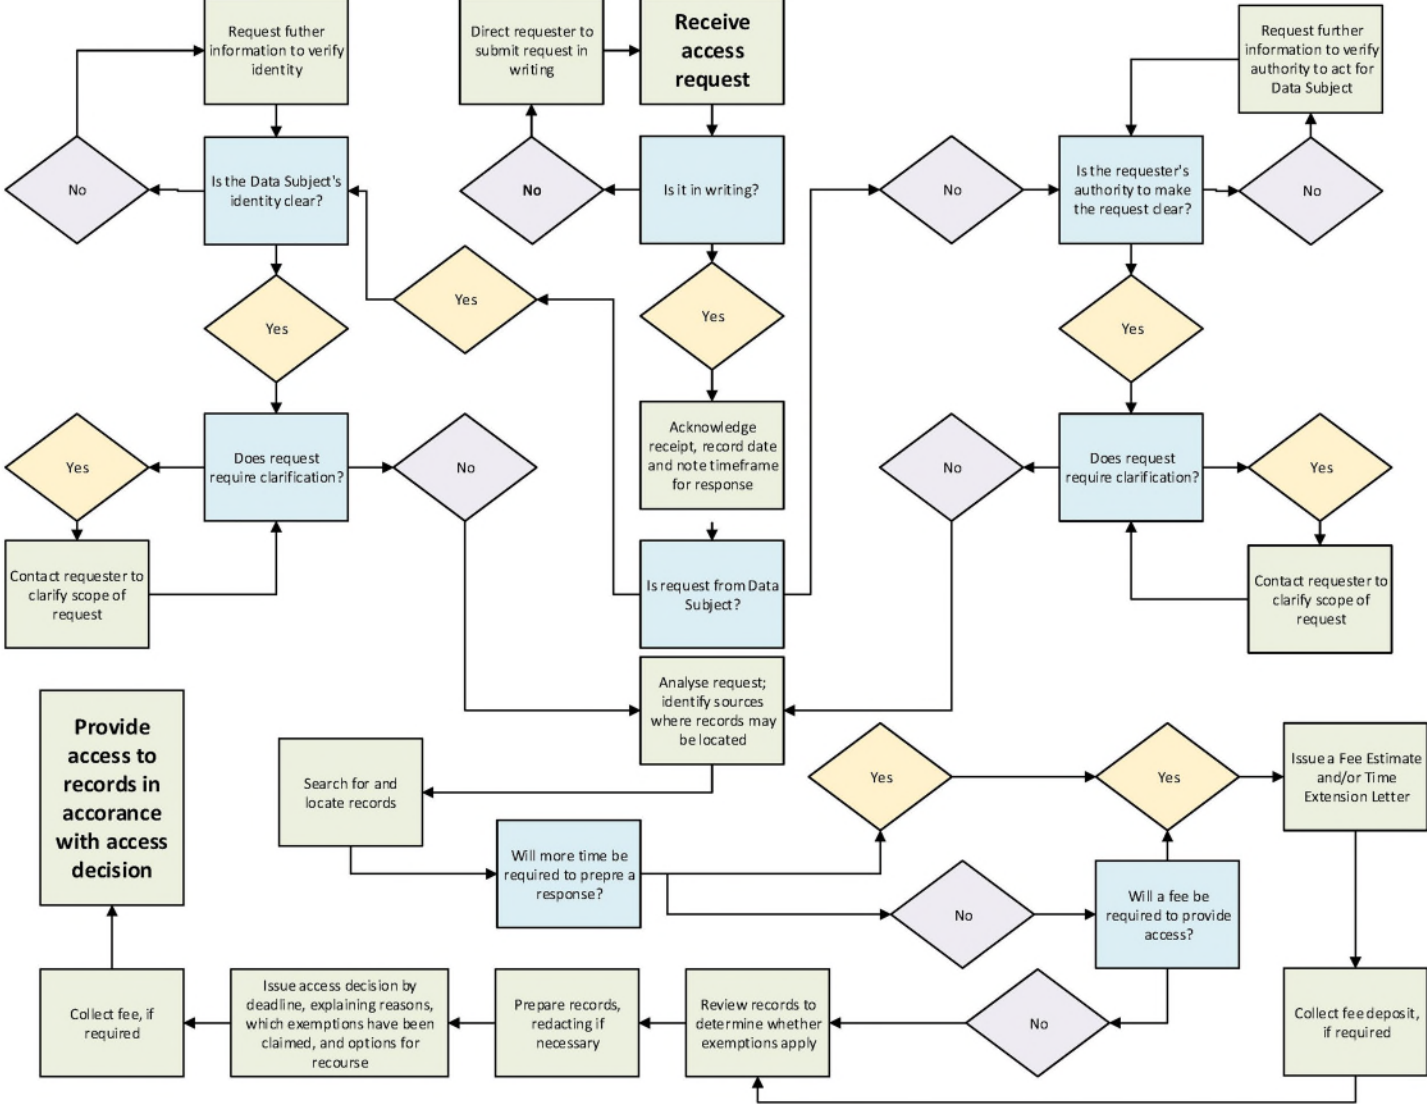 Request futher
information to verify
identity
Direct requester to
submit request in
writing
Receive
access
request
Request further
information to verify
authority to act for
Data Subject
No
Is the Data Subject's
identity clear?
No
Is it in writing?
No
Is the requester's
authority to make
the request clear?
No
Yes
Yes
Yes
Yes
Acknowledge
receipt, record date
and note timeframe
for response
Yes
Does request
require clarification?
No
No
Does request
require clarification?
Yes
Contact requester to
clarify scope of
request
Is request from Data
Subject?
Contact requester to
clarify scope of
request
Analyse request;
identify sources
where records may
be located
Provide
access to
records in
accorance
with access
decision
Search for and
locate records
Yes
Yes
Issue a Fee Estimate
and/or Time
Extension Letter
Will more time be
required to prepre a
response?
No
Will a fee be
required to provide
access?
Collect fee, if
required
Issue access decision by
deadline, explaining reasons,
which exemptions have been
claimed, and options for
recourse
Prepare records,
redacting if
necessary
Review records to
determine whether
exemptions apply
No
Collect fee deposit,
if required